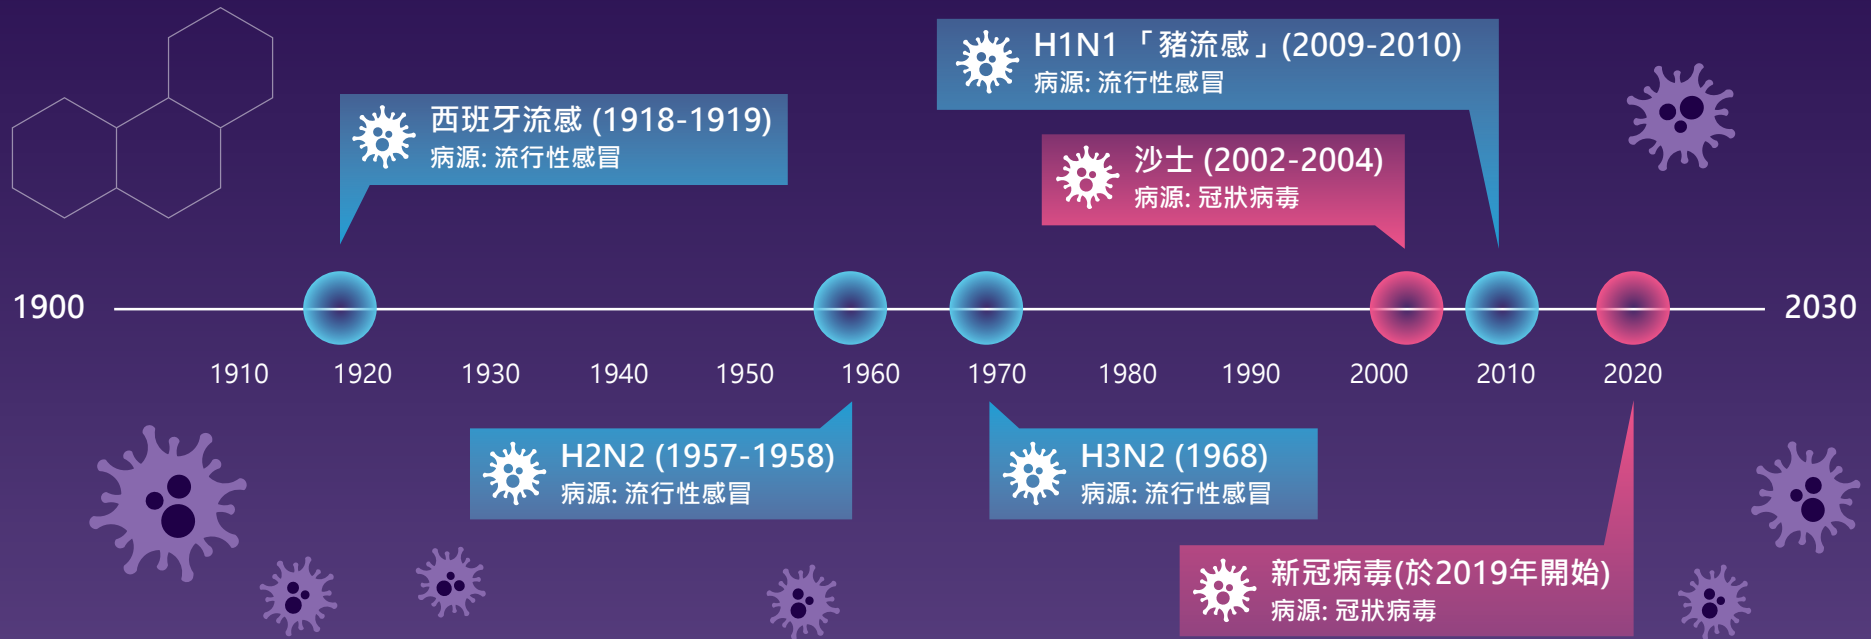 H1N1 「豬流感」(2009-2010)
病源: 流行性感冒
西班牙流感 (1918-1919)
病源: 流行性感冒
沙士 (2002-2004)
病源: 冠狀病毒
1900
2030
1910
1920
1930
1940
1950
1960
1970
1980
1990
2000
2010
2020
H2N2 (1957-1958)
病源: 流行性感冒
H3N2 (1968)
病源: 流行性感冒
新冠病毒(於2019年開始)
病源: 冠狀病毒